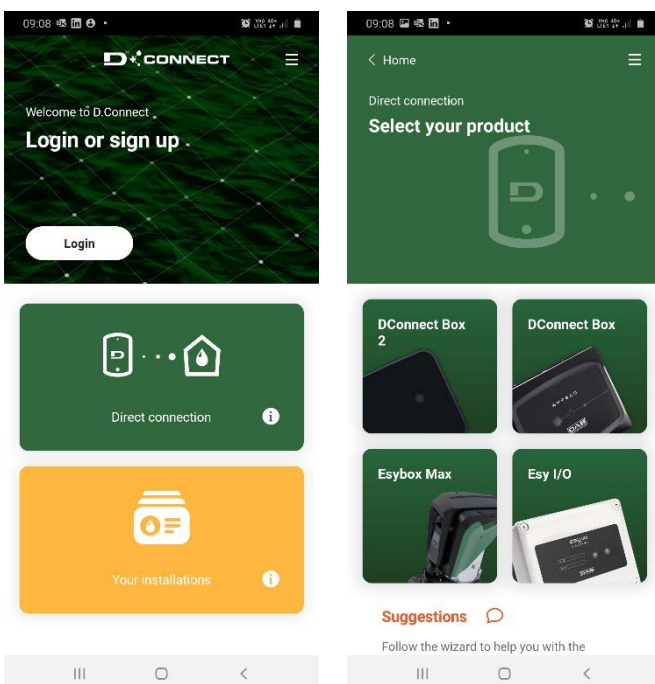 09:08
D+CONNECT
Welcome to D.Connect
Login or sign up
Login
Direct connection
Your installations
09:08
Home
Direct connection
Select your product
DConnect Box
2
DConnect Box
DAB
Esybox Max
Esy I/O
Suggestions
Follow the wizard to help you with the